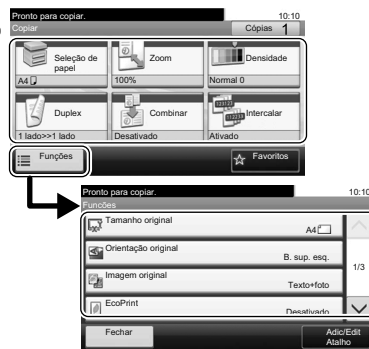 Pronto para copiar. 10:10
Copiar Cópias 1
Seleção de
papel
A4
Zoom
100%
Densidade
Normal 0
Duplex
1 lado>>1 lado
Combinar
Desativado
Intercalar
Ativado
Funções
Favoritos
Pronto para copiar. 10:10
Funcões
Tamanho original
A4
Orientação original
B. sup. esq.
1/3
Imagem original
Texto+foto
EcoPrint
Desativado
Fechar
Adic/Edit
Atalho